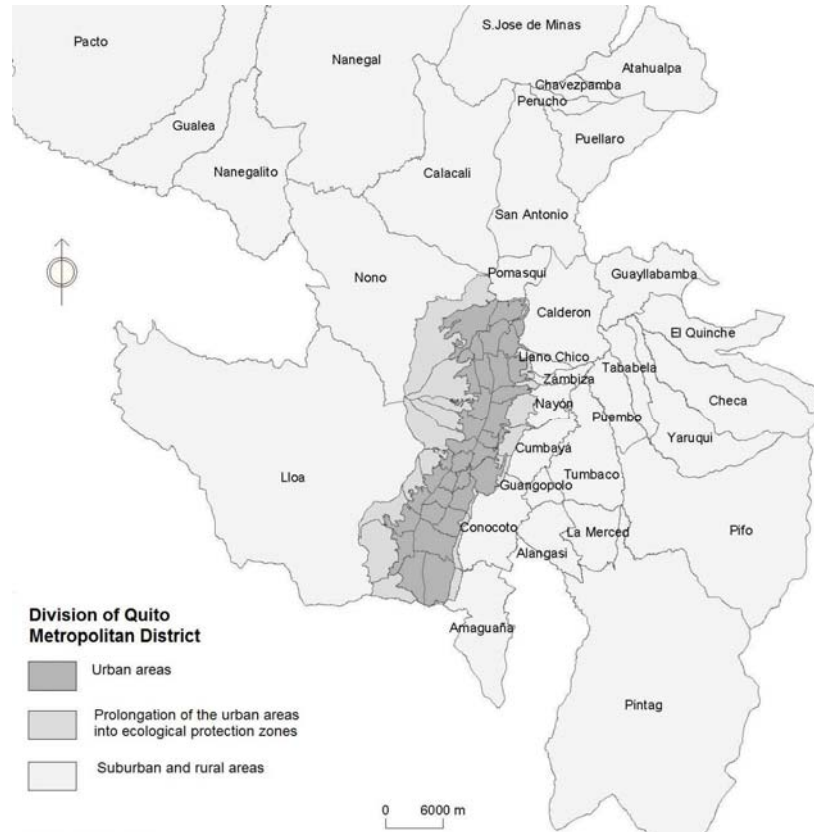 S.Jose de Minas
Pacto
Nanegal
Atahualpa
Chavezpamba
Perucho
Gualea
Puellaro
Nanegalito
Calacali
San Antonio
Nono
Pomasqui
Guayllabamba
Calderon
El Quinche
Llano Chico
Tababela
Zámbiza
Checa
Nayón
Puembo
Yaruqui
Cumbayá
Lloa
Tumbaco
Guangopolo
Conocoto
La Merced
Pifo
Alangasi
Amaguaña
Pintag
Division of Quito
Metropolitan District
Urban areas
Prolongation of the urban areas
into ecological protection zones
Suburban and rural areas
0 6000 m